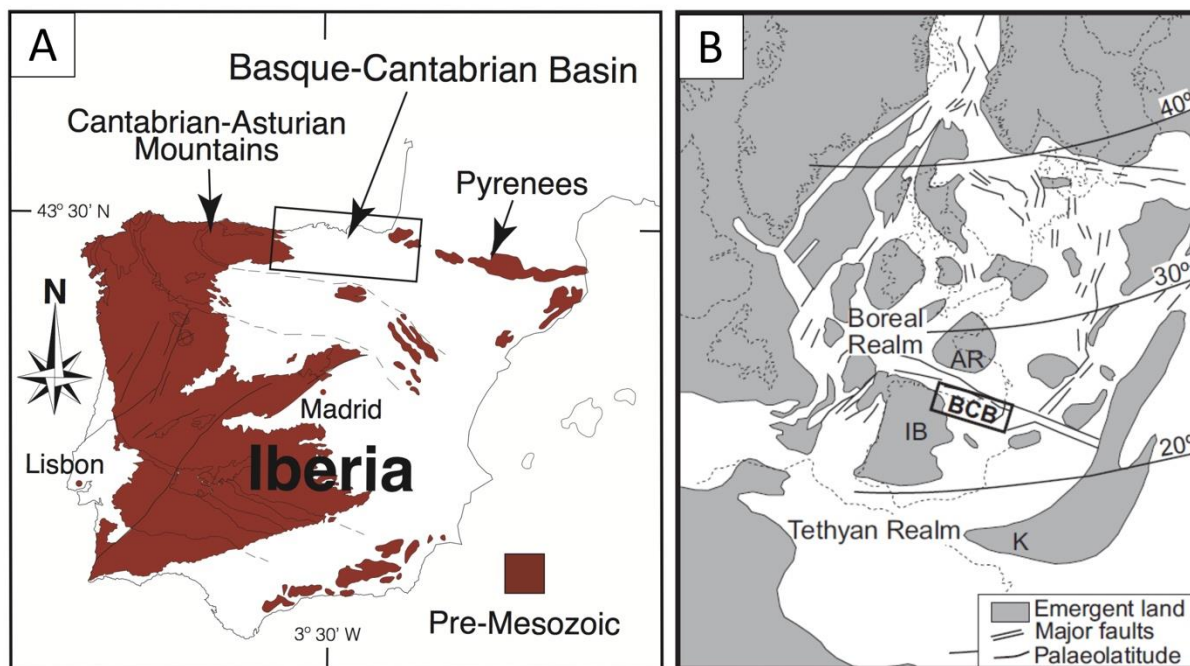 A
Basque-Cantabrian Basin
Cantabrian-Asturian
Mountains
Pyrenees
43º 30' N
N
Madrid
Lisbon
Iberia
Pre-Mesozoic
3º 30' W
B
40º
30º
Boreal
Realm
AR
BCB
IB
20º
Tethyan Realm
K
Emergent land
Major faults
Palaeolatitude